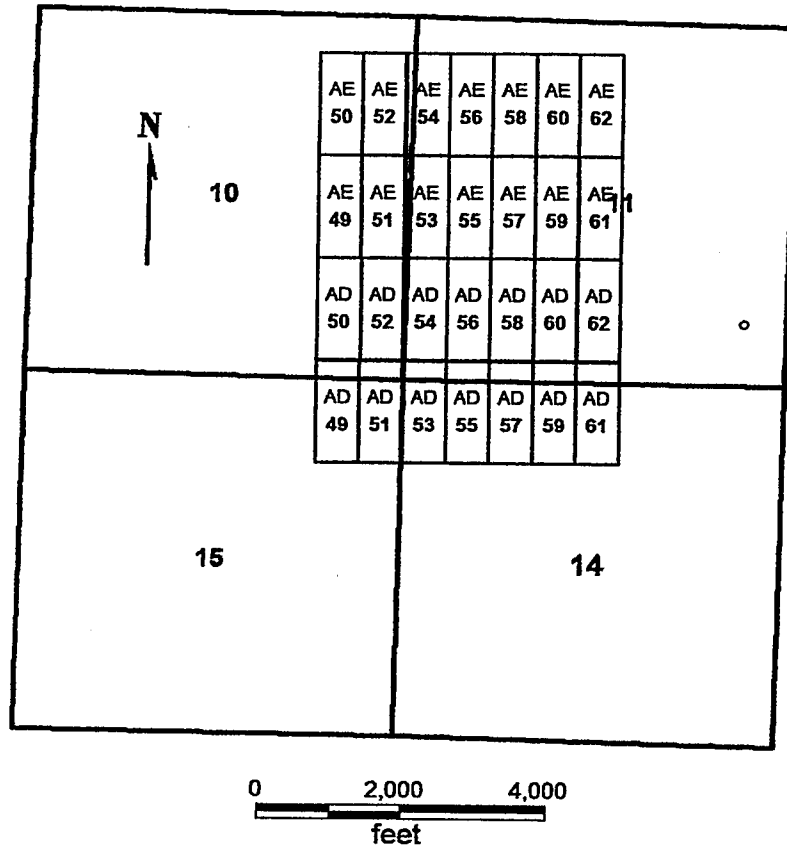 AE AE AE AE AE AE AE
50 52 54 56 58 60 62
N
10
AE AE AE AE AE AE AE
49 51 53 55 57 59 61
11
AD AD AD AD AD AD AD
50 52 54 56 58 60 62
AD AD AD AD AD AD AD
49 51 53 55 57 59 61
15
14
0 2,000 4,000
feet